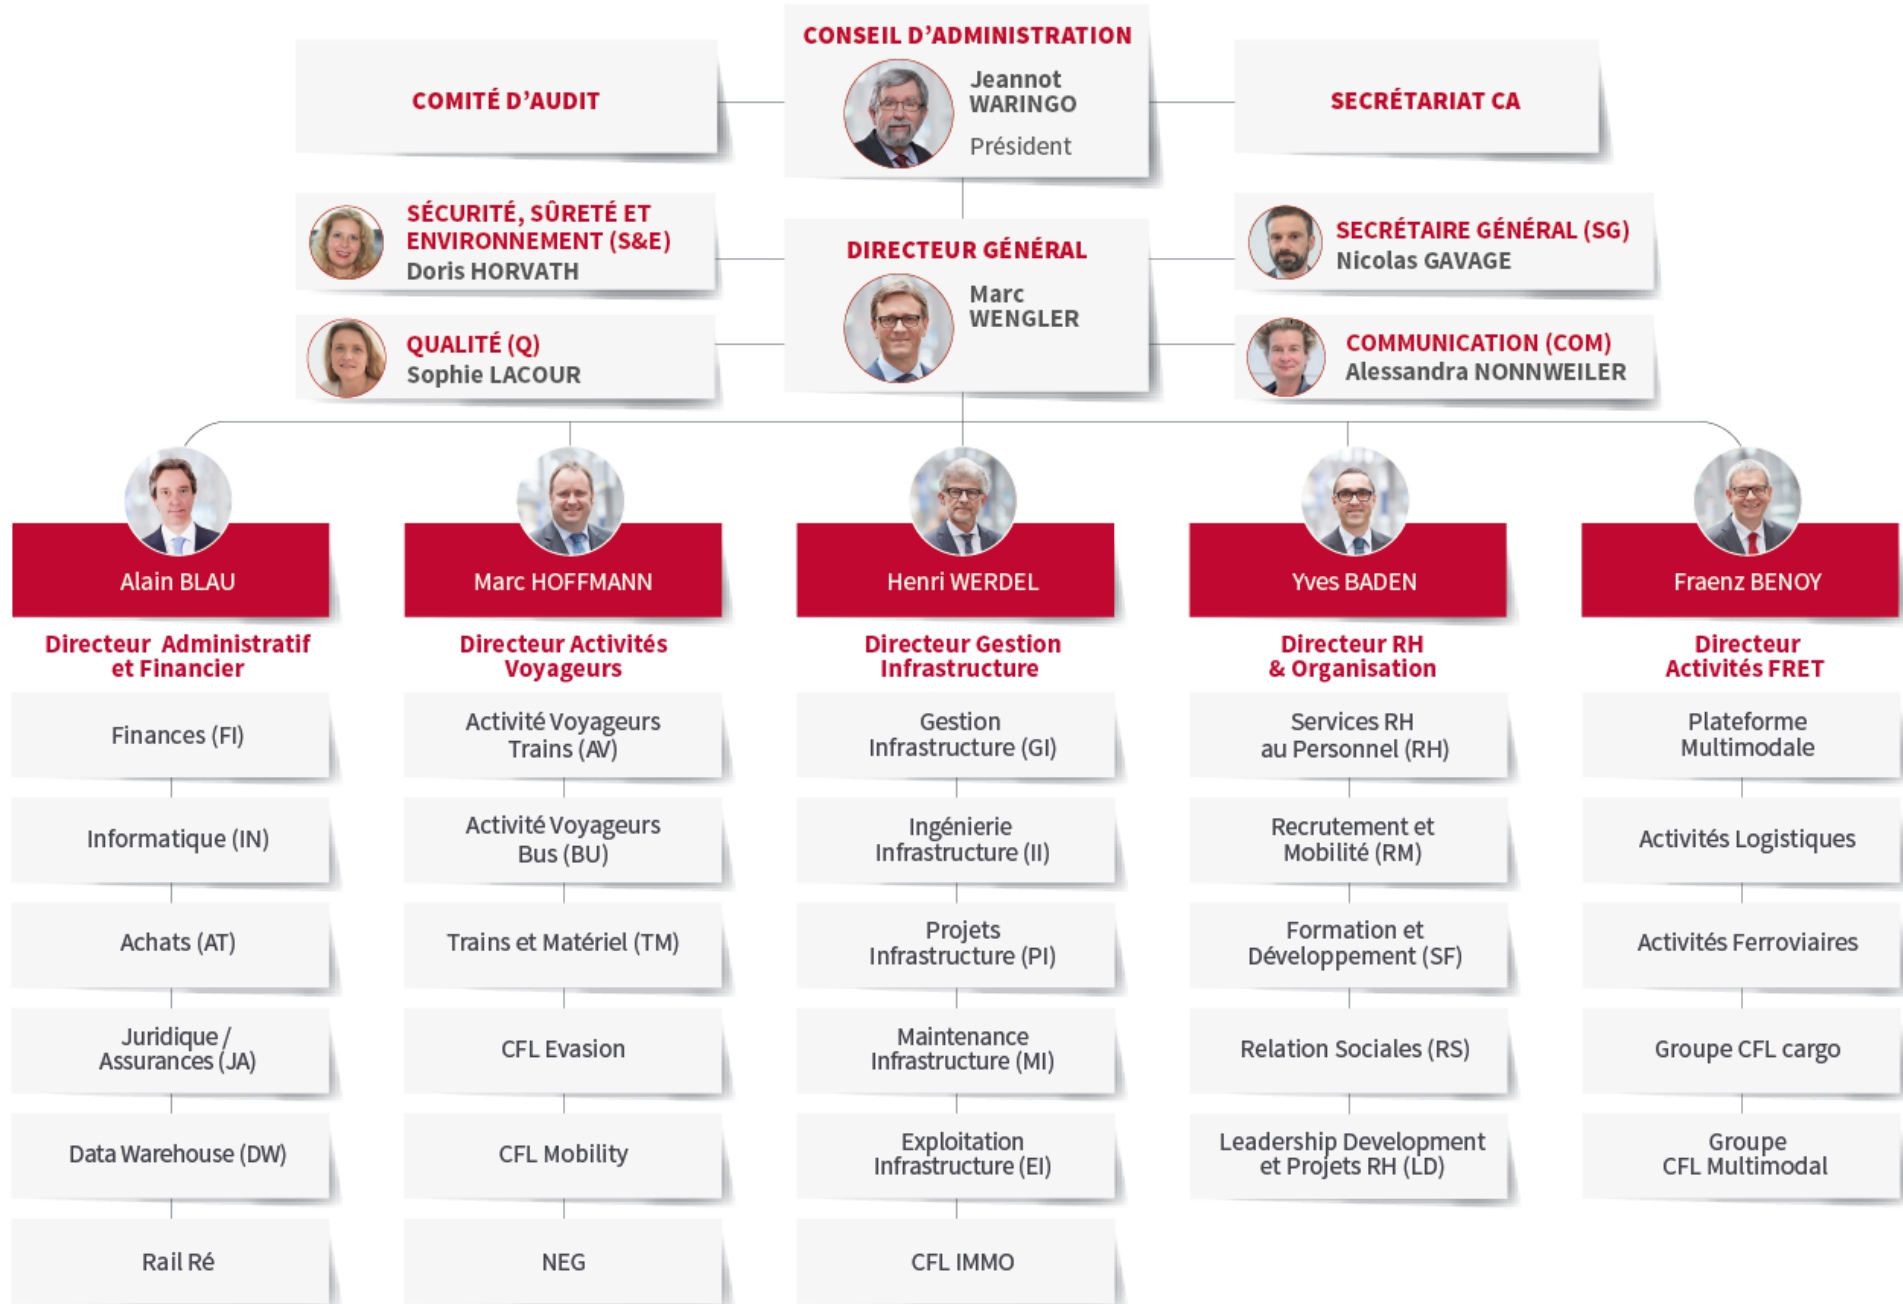 CONSEIL D’ADMINISTRATION
Jeannot
WARINGO
Président
COMITÉ D’AUDIT
SECRÉTARIAT CA
SÉCURITÉ, SÛRETÉ ET
ENVIRONNEMENT (S&E)
Doris HORVATH
QUALITÉ (Q)
Sophie LACOUR
DIRECTEUR GÉNÉRAL
Marc
WENGLER
SECRÉTAIRE GÉNÉRAL (SG)
Nicolas GAVAGE
COMMUNICATION (COM)
Alessandra NONNWEILER
Alain BLAU
Directeur Administratif
et Financier
Finances (FI)
Informatique (IN)
Achats (AT)
Juridique /
Assurances (JA)
Data Warehouse (DW)
Rail Ré
Marc HOFFMANN
Directeur Activités
Voyageurs
Activité Voyageurs
Trains (AV)
Activité Voyageurs
Bus (BU)
Trains et Matériel (TM)
CFL Evasion
CFL Mobility
NEG
Henri WERDEL
Directeur Gestion
Infrastructure
Gestion
Infrastructure (GI)
Ingénierie
Infrastructure (II)
Projets
Infrastructure (PI)
Maintenance
Infrastructure (MI)
Exploitation
Infrastructure (EI)
CFL IMMO
Yves BADEN
Directeur RH
& Organisation
Services RH
au Personnel (RH)
Recrutement et
Mobilité (RM)
Formation et
Développement (SF)
Relation Sociales (RS)
Leadership Development
et Projets RH (LD)
Fraenz BENOY
Directeur
Activités FRET
Plateforme
Multimodale
Activités Logistiques
Activités Ferroviaires
Groupe CFL cargo
Groupe
CFL Multimodal